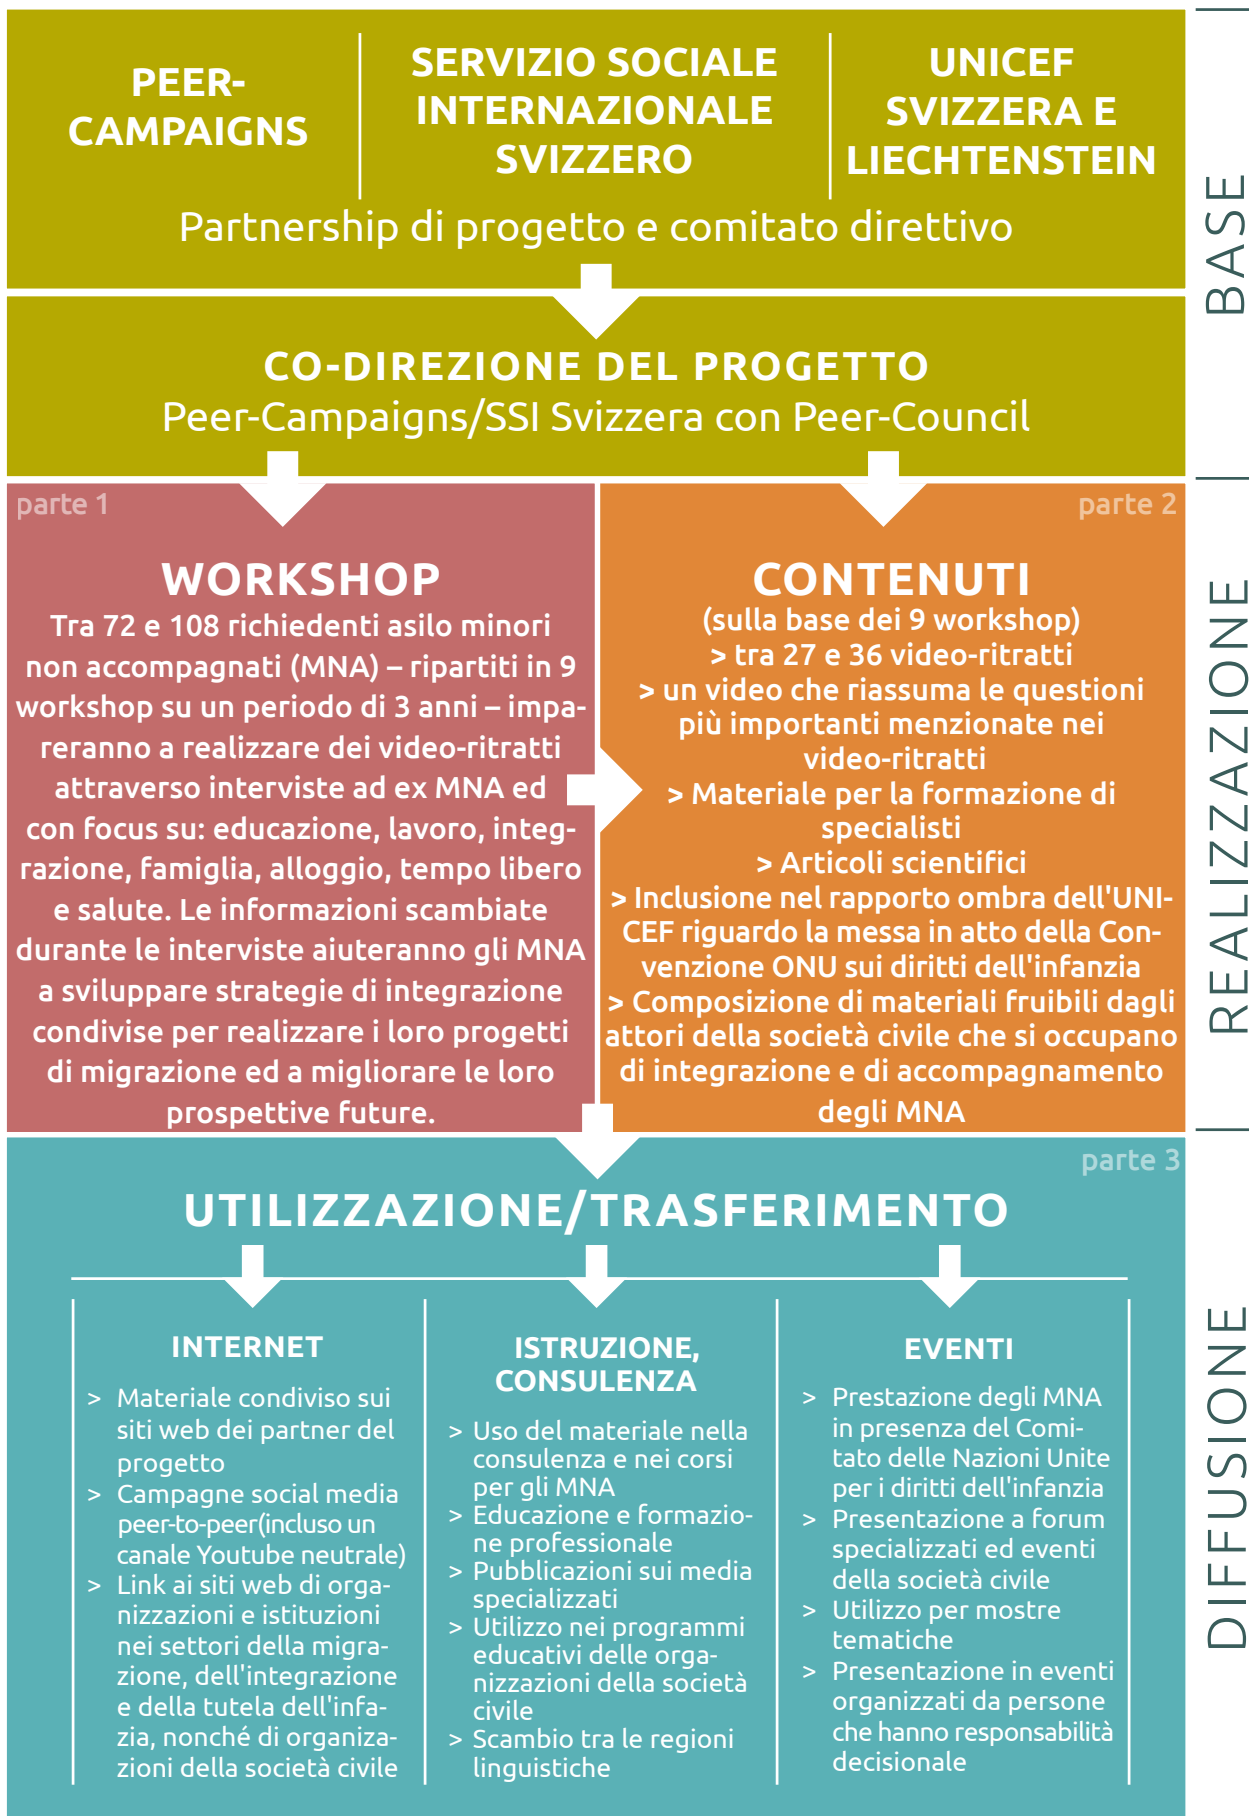 PEER-
CAMPAIGNS
SERVIZIO SOCIALE
INTERNAZIONALE
SVIZZERO
UNICEF
SVIZZERA E
LIECHTENSTEIN
Partnership di progetto e comitato direttivo
CO-DIREZIONE DEL PROGETTO
Peer-Campaigns/SSI Svizzera con Peer-Council
BASE
parte 1
WORKSHOP
Tra 72 e 108 richiedenti asilo minori
non accompagnati (MNA) – ripartiti in 9
workshop su un periodo di 3 anni – impa-
reranno a realizzare dei video-ritratti
attraverso interviste ad ex MNA ed
con focus su: educazione, lavoro, integ-
razione, famiglia, alloggio, tempo libero
e salute. Le informazioni scambiate
durante le interviste aiuteranno gli MNA
a sviluppare strategie di integrazione
condivise per realizzare i loro progetti
di migrazione ed a migliorare le loro
prospettive future.
parte 2
CONTENUTI
(sulla base dei 9 workshop)
> tra 27 e 36 video-ritratti
> un video che riassuma le questioni
più importanti menzionate nei
video-ritratti
> Materiale per la formazione di
specialisti
> Articoli scientifici
> Inclusione nel rapporto ombra dell'UNI-
CEF riguardo la messa in atto della Con-
venzione ONU sui diritti dell'infanzia
> Composizione di materiali fruibili dagli
attori della società civile che si occupano
di integrazione e di accompagnamento
degli MNA
REALIZZAZIONE
parte 3
UTILIZZAZIONE/TRASFERIMENTO
INTERNET
> Materiale condiviso sui
siti web dei partner del
progetto
> Campagne social media
peer-to-peer(incluso un
canale Youtube neutrale)
> Link ai siti web di orga-
nizzazioni e istituzioni
nei settori della migra-
zione, dell'integrazione
e della tutela dell'infa-
zia, nonché di organizа-
zioni della società civile
ISTRUZIONE,
CONSULENZA
> Uso del materiale nella
consulenza e nei corsi
per gli MNA
> Educazione e formazio-
ne professionale
> Pubblicazioni sui media
specializzati
> Utilizzo nei programmi
educativi delle orga-
nizzazioni della società
civile
> Scambio tra le regioni
linguistiche
EVENTI
> Prestazione degli MNA
in presenza del Comi-
tato delle Nazioni Unite
per i diritti dell'infanzia
> Presentazione a forum
specializzati ed eventi
della società civile
> Utilizzo per mostre
tematiche
> Presentazione in eventi
organizzati da persone
che hanno responsabilità
decisionale
DIFFUSIONE